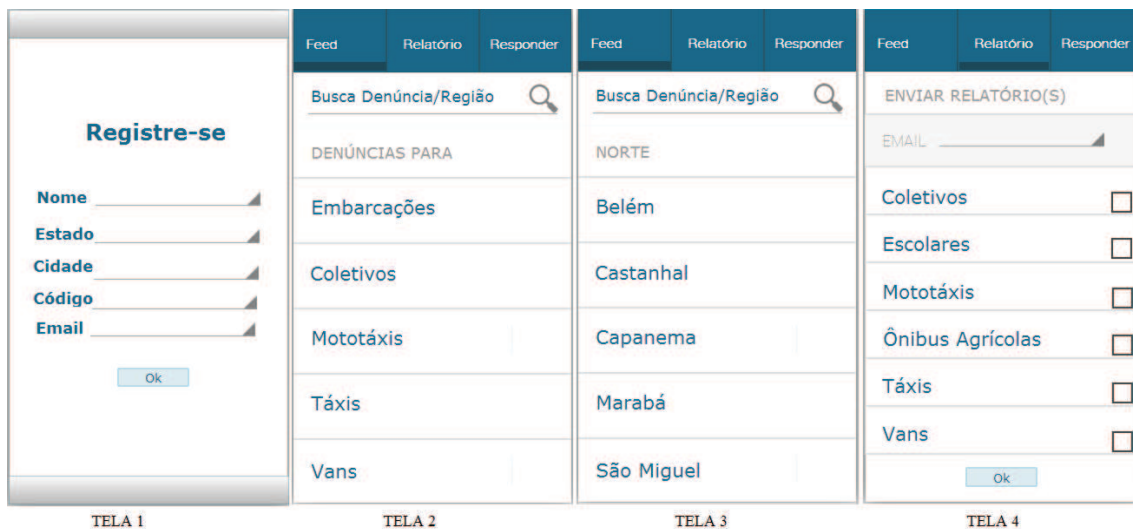 Registre-se
Nome
Estado
Cidade
Código
Email
Ok
TELA 1
Feed Relatório Responder
Busca Denúncia/Região
DENÚNCIAS PARA
Embarcações
Coletivos
Mototáxis
Táxis
Vans
TELA 2
Feed Relatório Responder
Busca Denúncia/Região
NORTE
Belém
Castanhal
Capanema
Marabá
São Miguel
TELA 3
Feed Relatório Responder
ENVIAR RELATÓRIO(S)
EMAIL
Coletivos
Escolares
Mototáxis
Ônibus Agrícolas
Táxis
Vans
Ok
TELA 4